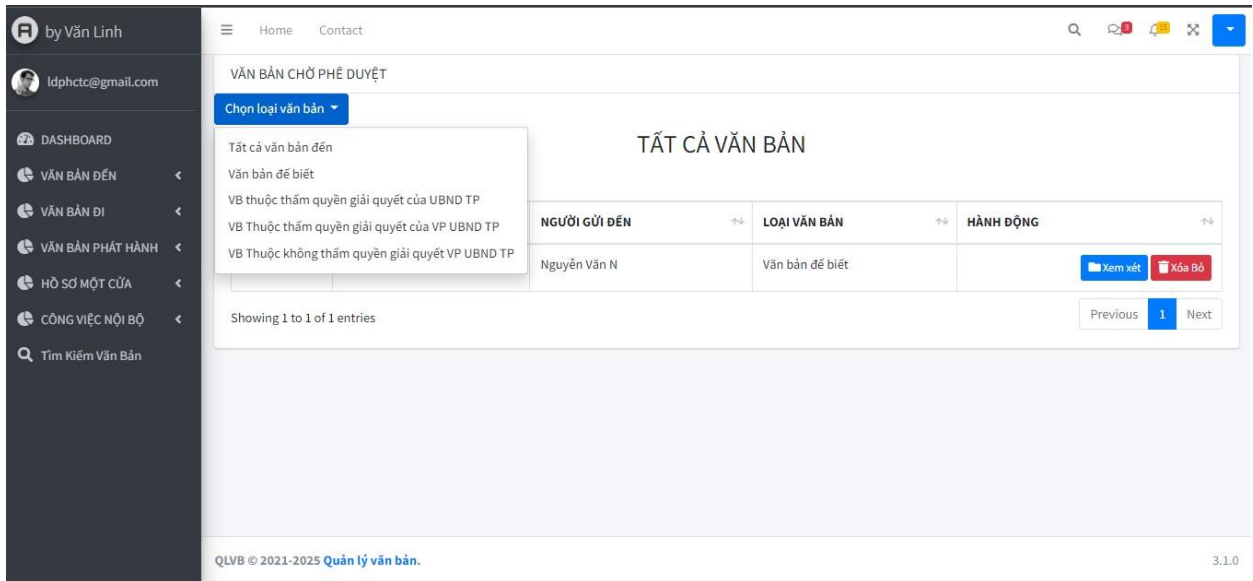 by Văn Linh
Home Contact
3
15
ldphctc@gmail.com
VĂN BẢN CHỜ PHÊ DUYỆT
Chọn loại văn bản
Tất cả văn bản đến
Văn bản để biết
VB thuộc thẩm quyền giải quyết của UBND TP
VB Thuộc thẩm quyền giải quyết của VP UBND TP
VB Thuộc không thẩm quyền giải quyết VP UBND TP
TẤT CẢ VĂN BẢN
DASHBOARD
VĂN BẢN ĐẾN
VĂN BẢN ĐI
VĂN BẢN PHÁT HÀNH
HỒ SƠ MỘT CỬA
CÔNG VIỆC NỘI BỘ
Tìm Kiếm Văn Bản
NGƯỜI GỬI ĐẾN LOẠI VĂN BẢN HÀNH ĐỘNG
Nguyễn Văn N Văn bản để biết Xem xét Xóa Bỏ
Showing 1 to 1 of 1 entries
Previous 1 Next
QLVB © 2021-2025 Quản lý văn bản.
3.1.0